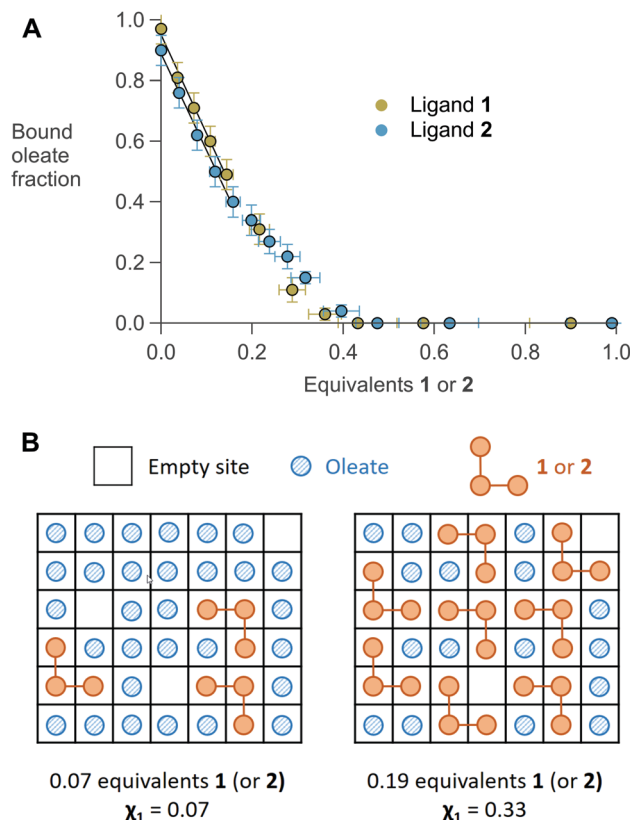 A
Bound
oleate
fraction
1.0
0.8
0.6
0.4
0.2
0.0
Ligand 1
Ligand 2
0.0 0.2 0.4 0.6 0.8 1.0
Equivalents 1 or 2
B
Empty site
Oleate
1 or 2
0.07 equivalents 1 (or 2)
χ₁ = 0.07
0.19 equivalents 1 (or 2)
χ₁ = 0.33